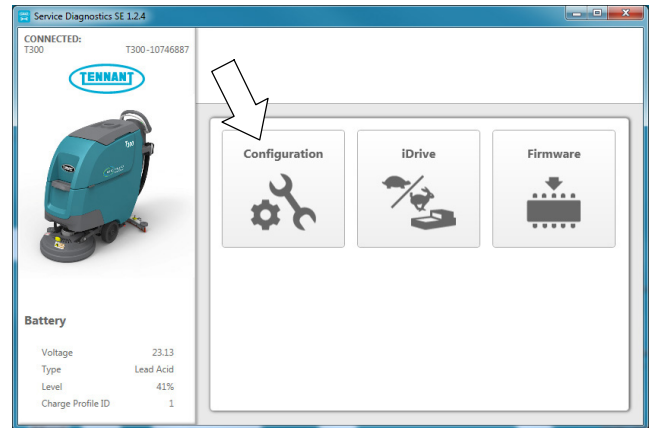 Service Diagnostics SE 1.2.4
CONNECTED:
T300 T300-10746887
TENNANT
T300
Configuration
iDrive
Firmware
Battery
Voltage 23.13
Type Lead Acid
Level 41%
Charge Profile ID 1